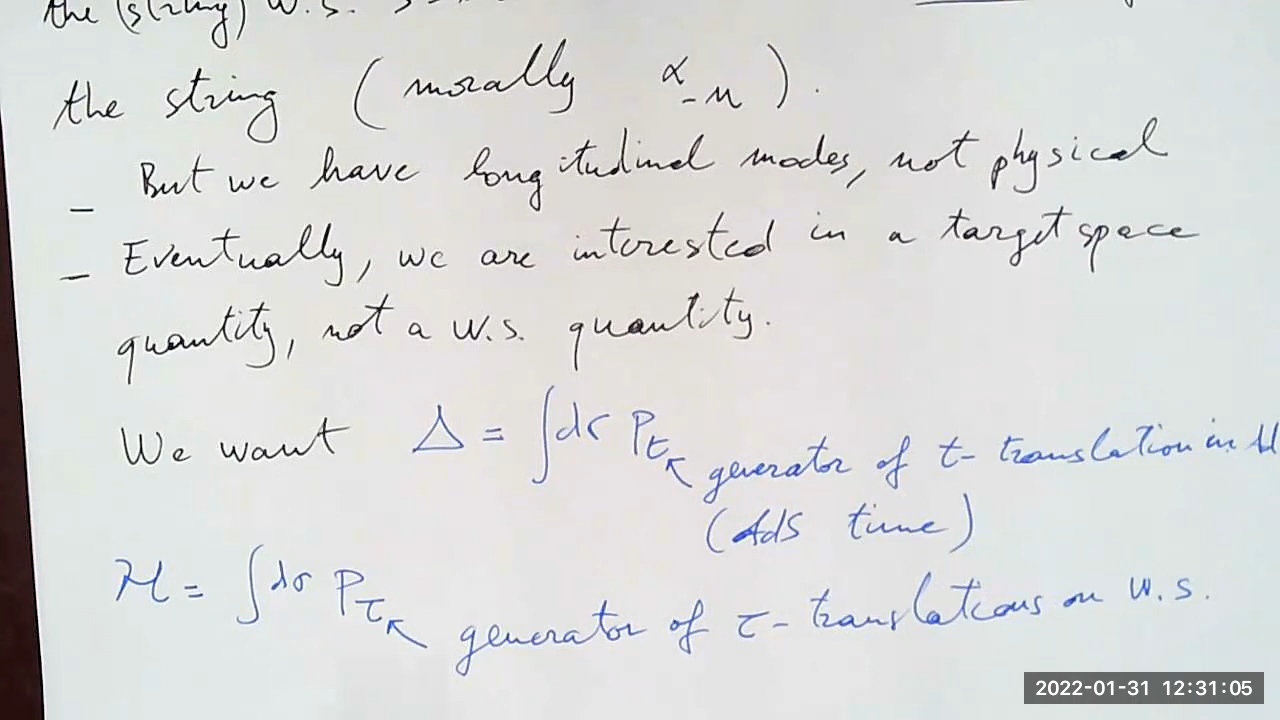 the (string) w.s.
the string (morally α_{-n}).
- But we have longitudinal modes, not physical
- Eventually, we are interested in a target space
quantity, not a w.s. quantity.
We want Δ = ∫dσ P_t ↖ generator of t- translation in
(AdS time)
H = ∫dσ P_τ ↖ generator of τ- translations on w.s.
2022-01-31 12:31:05